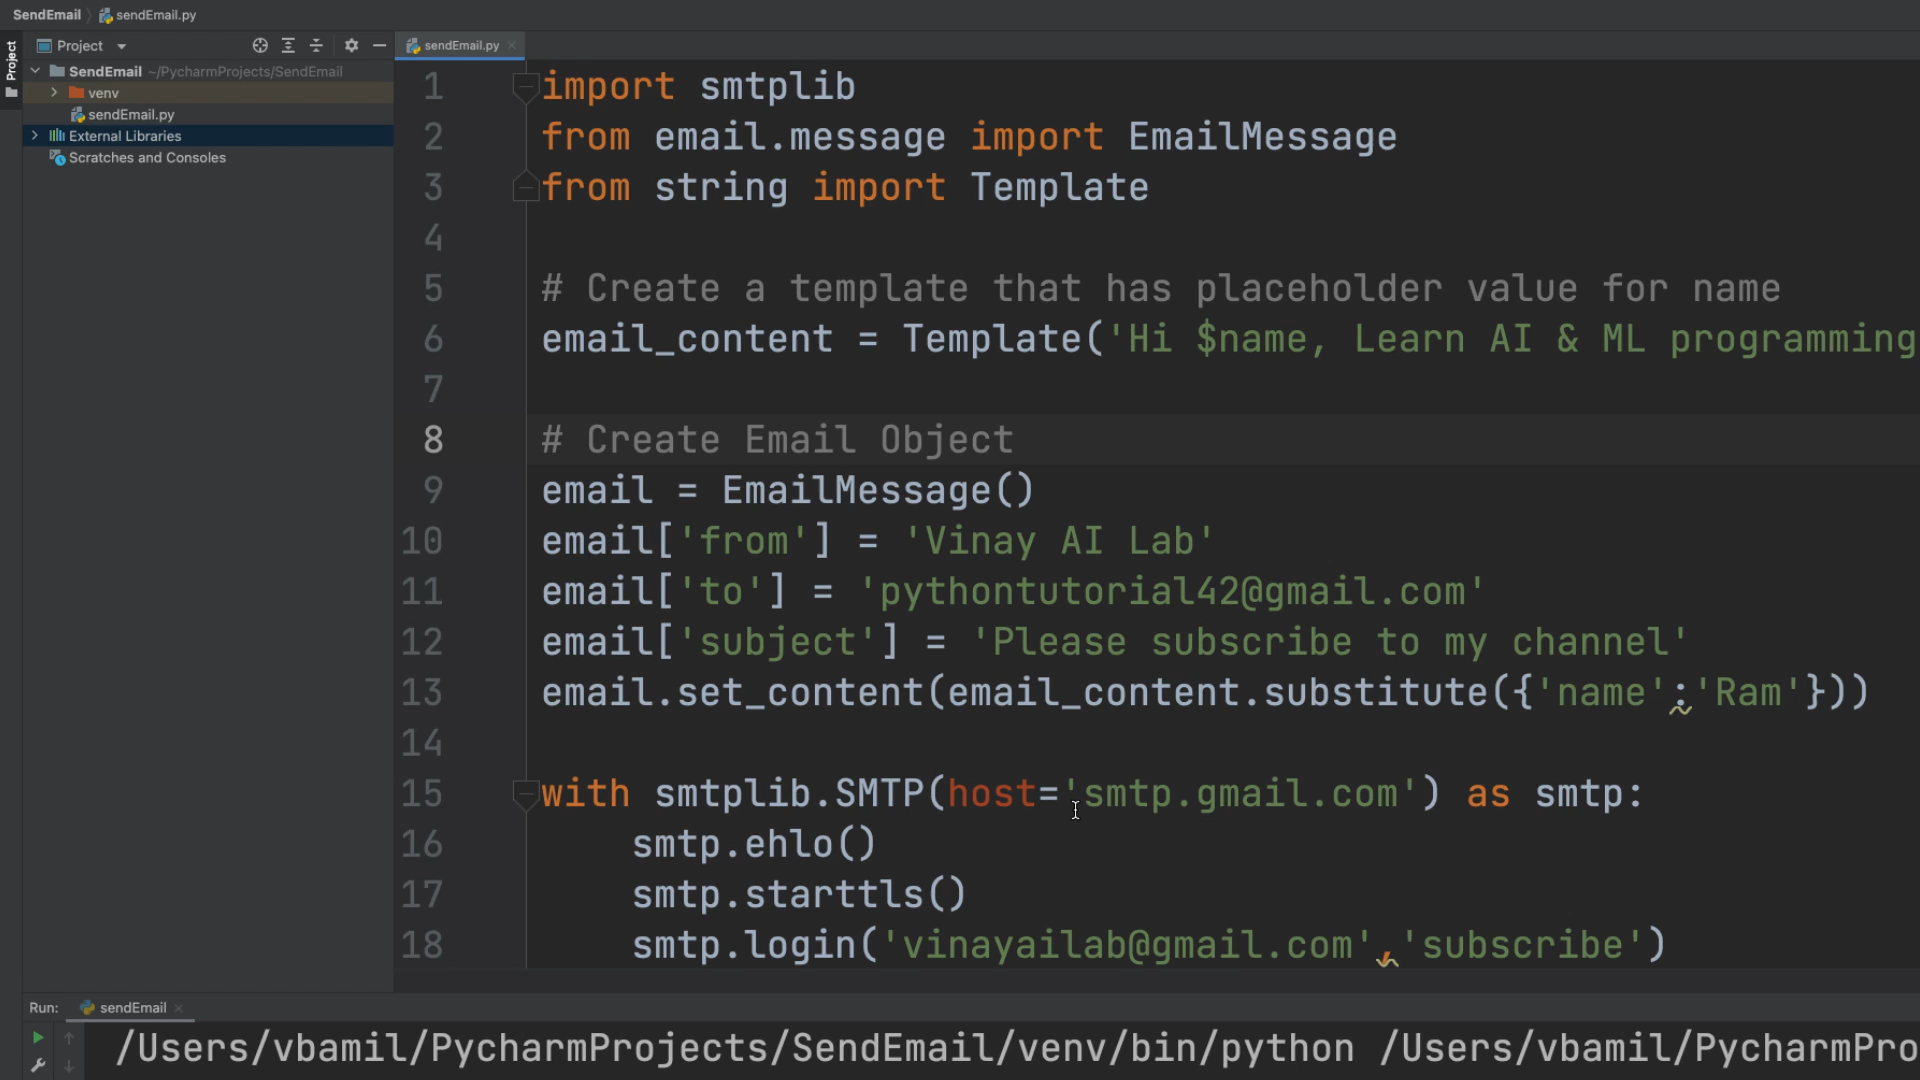 SendEmail sendEmail.py
Project
Project
sendEmail.py
SendEmail ~/PycharmProjects/SendEmail
venv
sendEmail.py
External Libraries
Scratches and Consoles
1 import smtplib
2 from email.message import EmailMessage
3 from string import Template
4
5 # Create a template that has placeholder value for name
6 email_content = Template('Hi $name, Learn AI & ML programming
7
8 # Create Email Object
9 email = EmailMessage()
10 email['from'] = 'Vinay AI Lab'
11 email['to'] = 'pythontutorial42@gmail.com'
12 email['subject'] = 'Please subscribe to my channel'
13 email.set_content(email_content.substitute({'name':'Ram'}))
14
15 with smtplib.SMTP(host='smtp.gmail.com') as smtp:
16 smtp.ehlo()
17 smtp.starttls()
18 smtp.login('vinayailab@gmail.com','subscribe')
Run: sendEmail
/Users/vbamil/PycharmProjects/SendEmail/venv/bin/python /Users/vbamil/PycharmPro